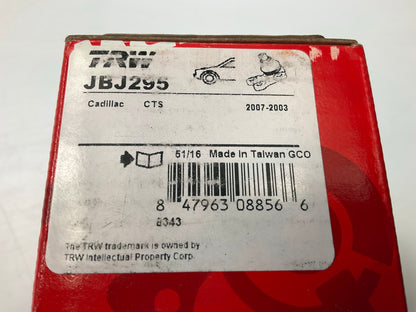 TRW
JBJ295
Cadillac CTS 2007-2003
51/16 Made in Taiwan GCO
8 47963 08856 6
8343
The TRW trademark is owned by
TRW Intellectual Property Corp.